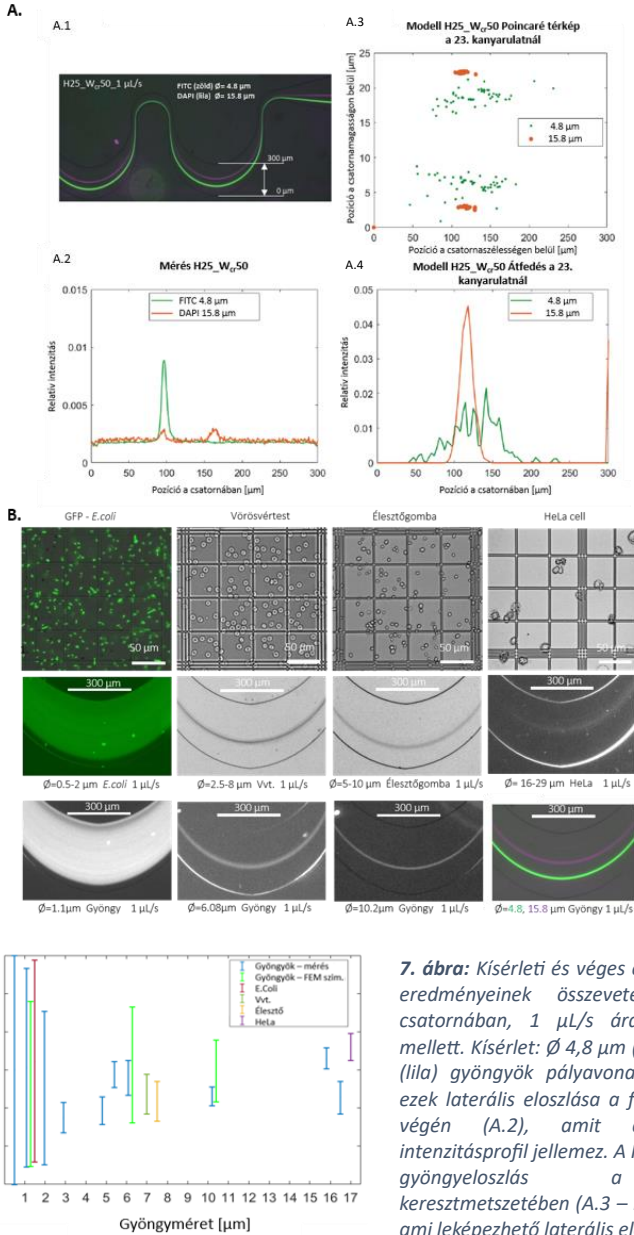 A.
A.1
H25_Wcr50_1 µL/s
FITC (zöld) Ø= 4.8 µm
DAPI (lila) Ø= 15.8 µm
300 µm
0 µm
A.3
Modell H25_Wcr50 Poincaré térkép
a 23. kanyarulatnál
Pozíció a csatornamagasságon belül [µm]
25
20
15
10
5
0
4.8 µm
15.8 µm
0 50 100 150 200 250 300
Pozíció a csatornaszélességen belül [µm]
A.2
Mérés H25_Wcr50
Relatív intenzitás
0.015
0.01
0.005
0
FITC 4.8 µm
DAPI 15.8 µm
0 50 100 150 200 250 300
Pozíció a csatornában [µm]
A.4
Modell H25_Wcr50 Átfedés a 23.
kanyarulatnál
Relatív intenzitás
0.05
0.04
0.03
0.02
0.01
0
4.8 µm
15.8 µm
0 50 100 150 200 250 300
Pozíció a csatornában [µm]
B.
GFP - E.coli
Vörösvértest
Élesztőgomba
HeLa cell
50 µm
50 µm
50 µm
50 µm
300 µm
300 µm
300 µm
300 µm
Ø=0.5-2 µm E.coli 1 µL/s
Ø=2.5-8 µm Vvt. 1 µL/s
Ø=5-10 µm Élesztőgomba 1 µL/s
Ø= 16-29 µm HeLa 1 µL/s
300 µm
300 µm
300 µm
300 µm
Ø=1.1µm Gyöngy 1 µL/s
Ø=6.08µm Gyöngy 1 µL/s
Ø=10.2µm Gyöngy 1 µL/s
Ø=4.8, 15.8 µm Gyöngy 1 µL/s
Gyöngyök – mérés
Gyöngyök – FEM szim.
E.Coli
Vvt.
Élesztő
HeLa
1 2 3 4 5 6 7 8 9 10 11 12 13 14 15 16 17
Gyöngyméret [µm]
7. ábra: Kísérleti és véges
eredményeinek összevete
csatornában, 1 µL/s ára
mellett. Kísérlet: Ø 4,8 µm
(lila) gyöngyök pályavona
ezek laterális eloszlása a f
végén (A.2), amit
intenzitásprofil jellemez. A
gyöngyeloszlás a
keresztmetszetében (A.3 –
ami leképezhető laterális el